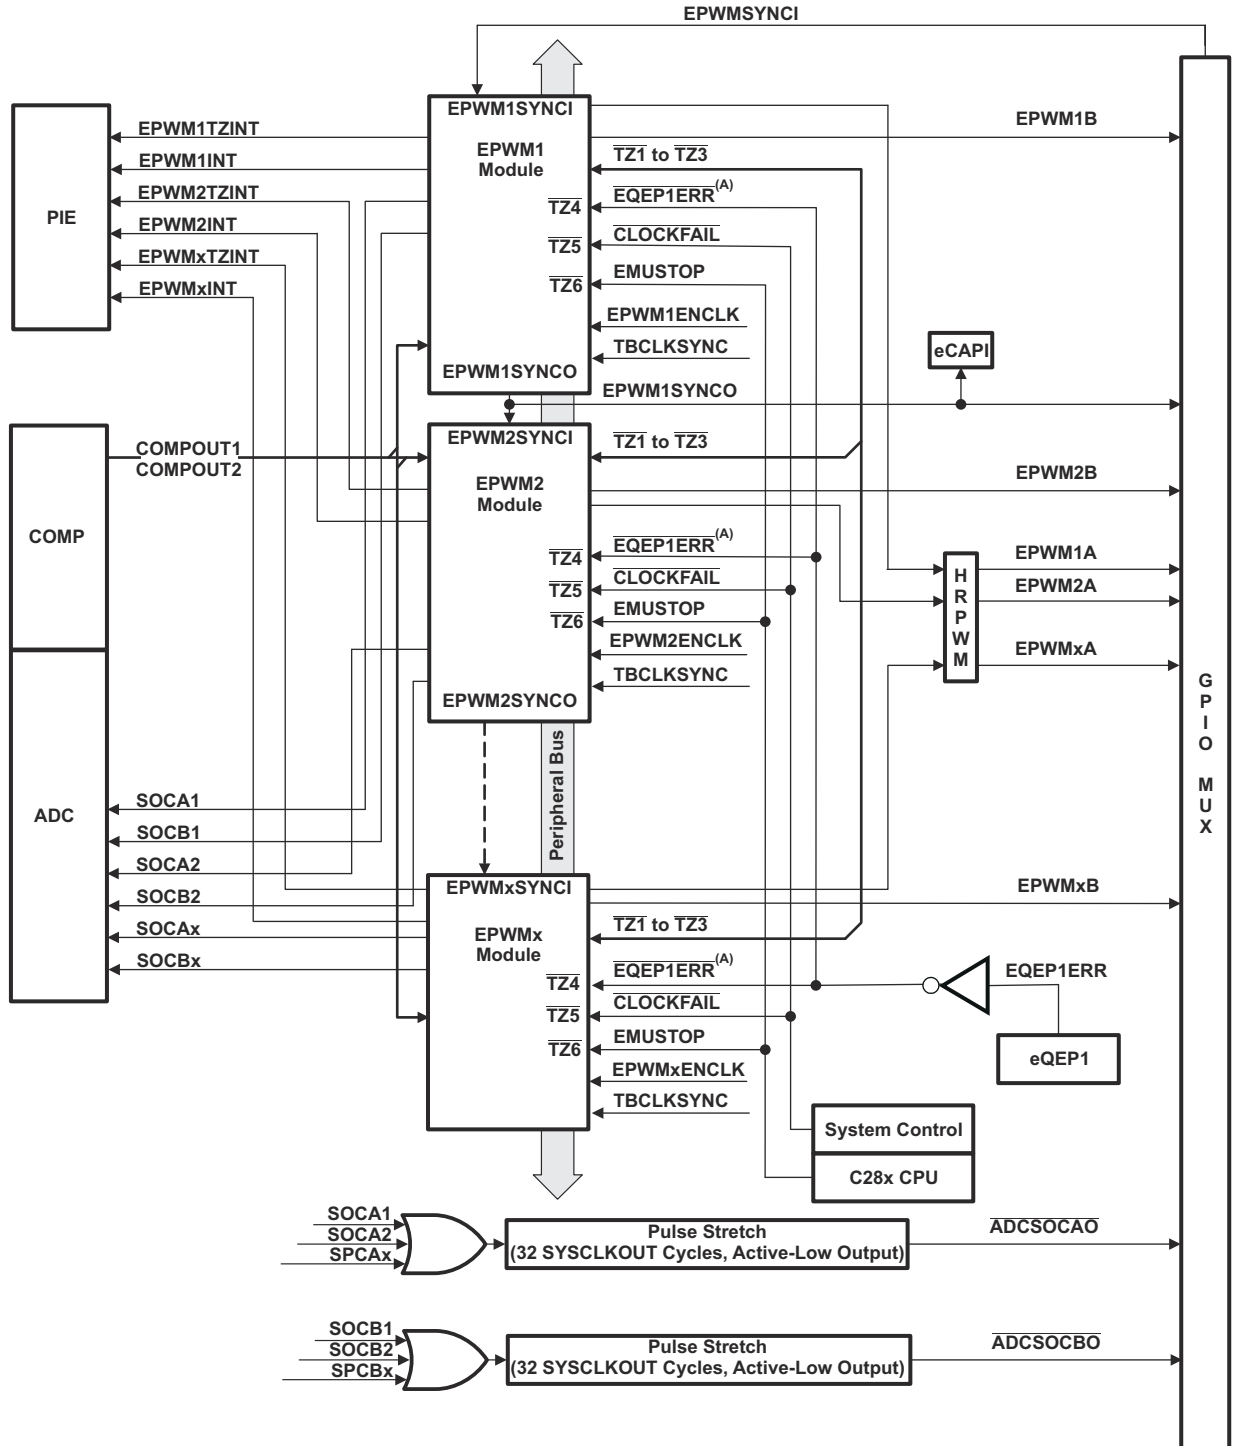 EPWMSYNCI
EPWM1SYNCI
EPWM1B
EPWM1TZINT
EPWM1
Module
TZ1 to TZ3
EPWM1INT
EPWM2TZINT
TZ4
EQEP1ERR(A)
PIE
EPWM2INT
TZ5
CLOCKFAIL
EPWMxTZINT
TZ6
EMUSTOP
EPWMxINT
EPWM1ENCLK
TBCLKSYNC
eCAPI
EPWM1SYNCO
EPWM1SYNCO
EPWM2SYNCI
TZ1 to TZ3
COMPOUT1
COMPOUT2
EPWM2B
EPWM2
Module
COMP
TZ4
EQEP1ERR(A)
EPWM1A
TZ5
CLOCKFAIL
HRPWM
EPWM2A
TZ6
EMUSTOP
EPWM2ENCLK
EPWMxA
TBCLKSYNC
EPWM2SYNCO
GPIO MUX
Peripheral Bus
SOCA1
ADC
SOCB1
SOCA2
EPWMxSYNCI
EPWMxB
SOCB2
TZ1 to TZ3
SOCAx
EPWMx
Module
SOCBx
TZ4
EQEP1ERR(A)
EQEP1ERR
TZ5
CLOCKFAIL
TZ6
EMUSTOP
eQEP1
EPWMxENCLK
TBCLKSYNC
System Control
C28x CPU
SOCA1
SOCA2
SPCAx
Pulse Stretch
(32 SYSCLKOUT Cycles, Active-Low Output)
ADCSOCAO
SOCB1
SOCB2
SPCBx
Pulse Stretch
(32 SYSCLKOUT Cycles, Active-Low Output)
ADCSOCBO